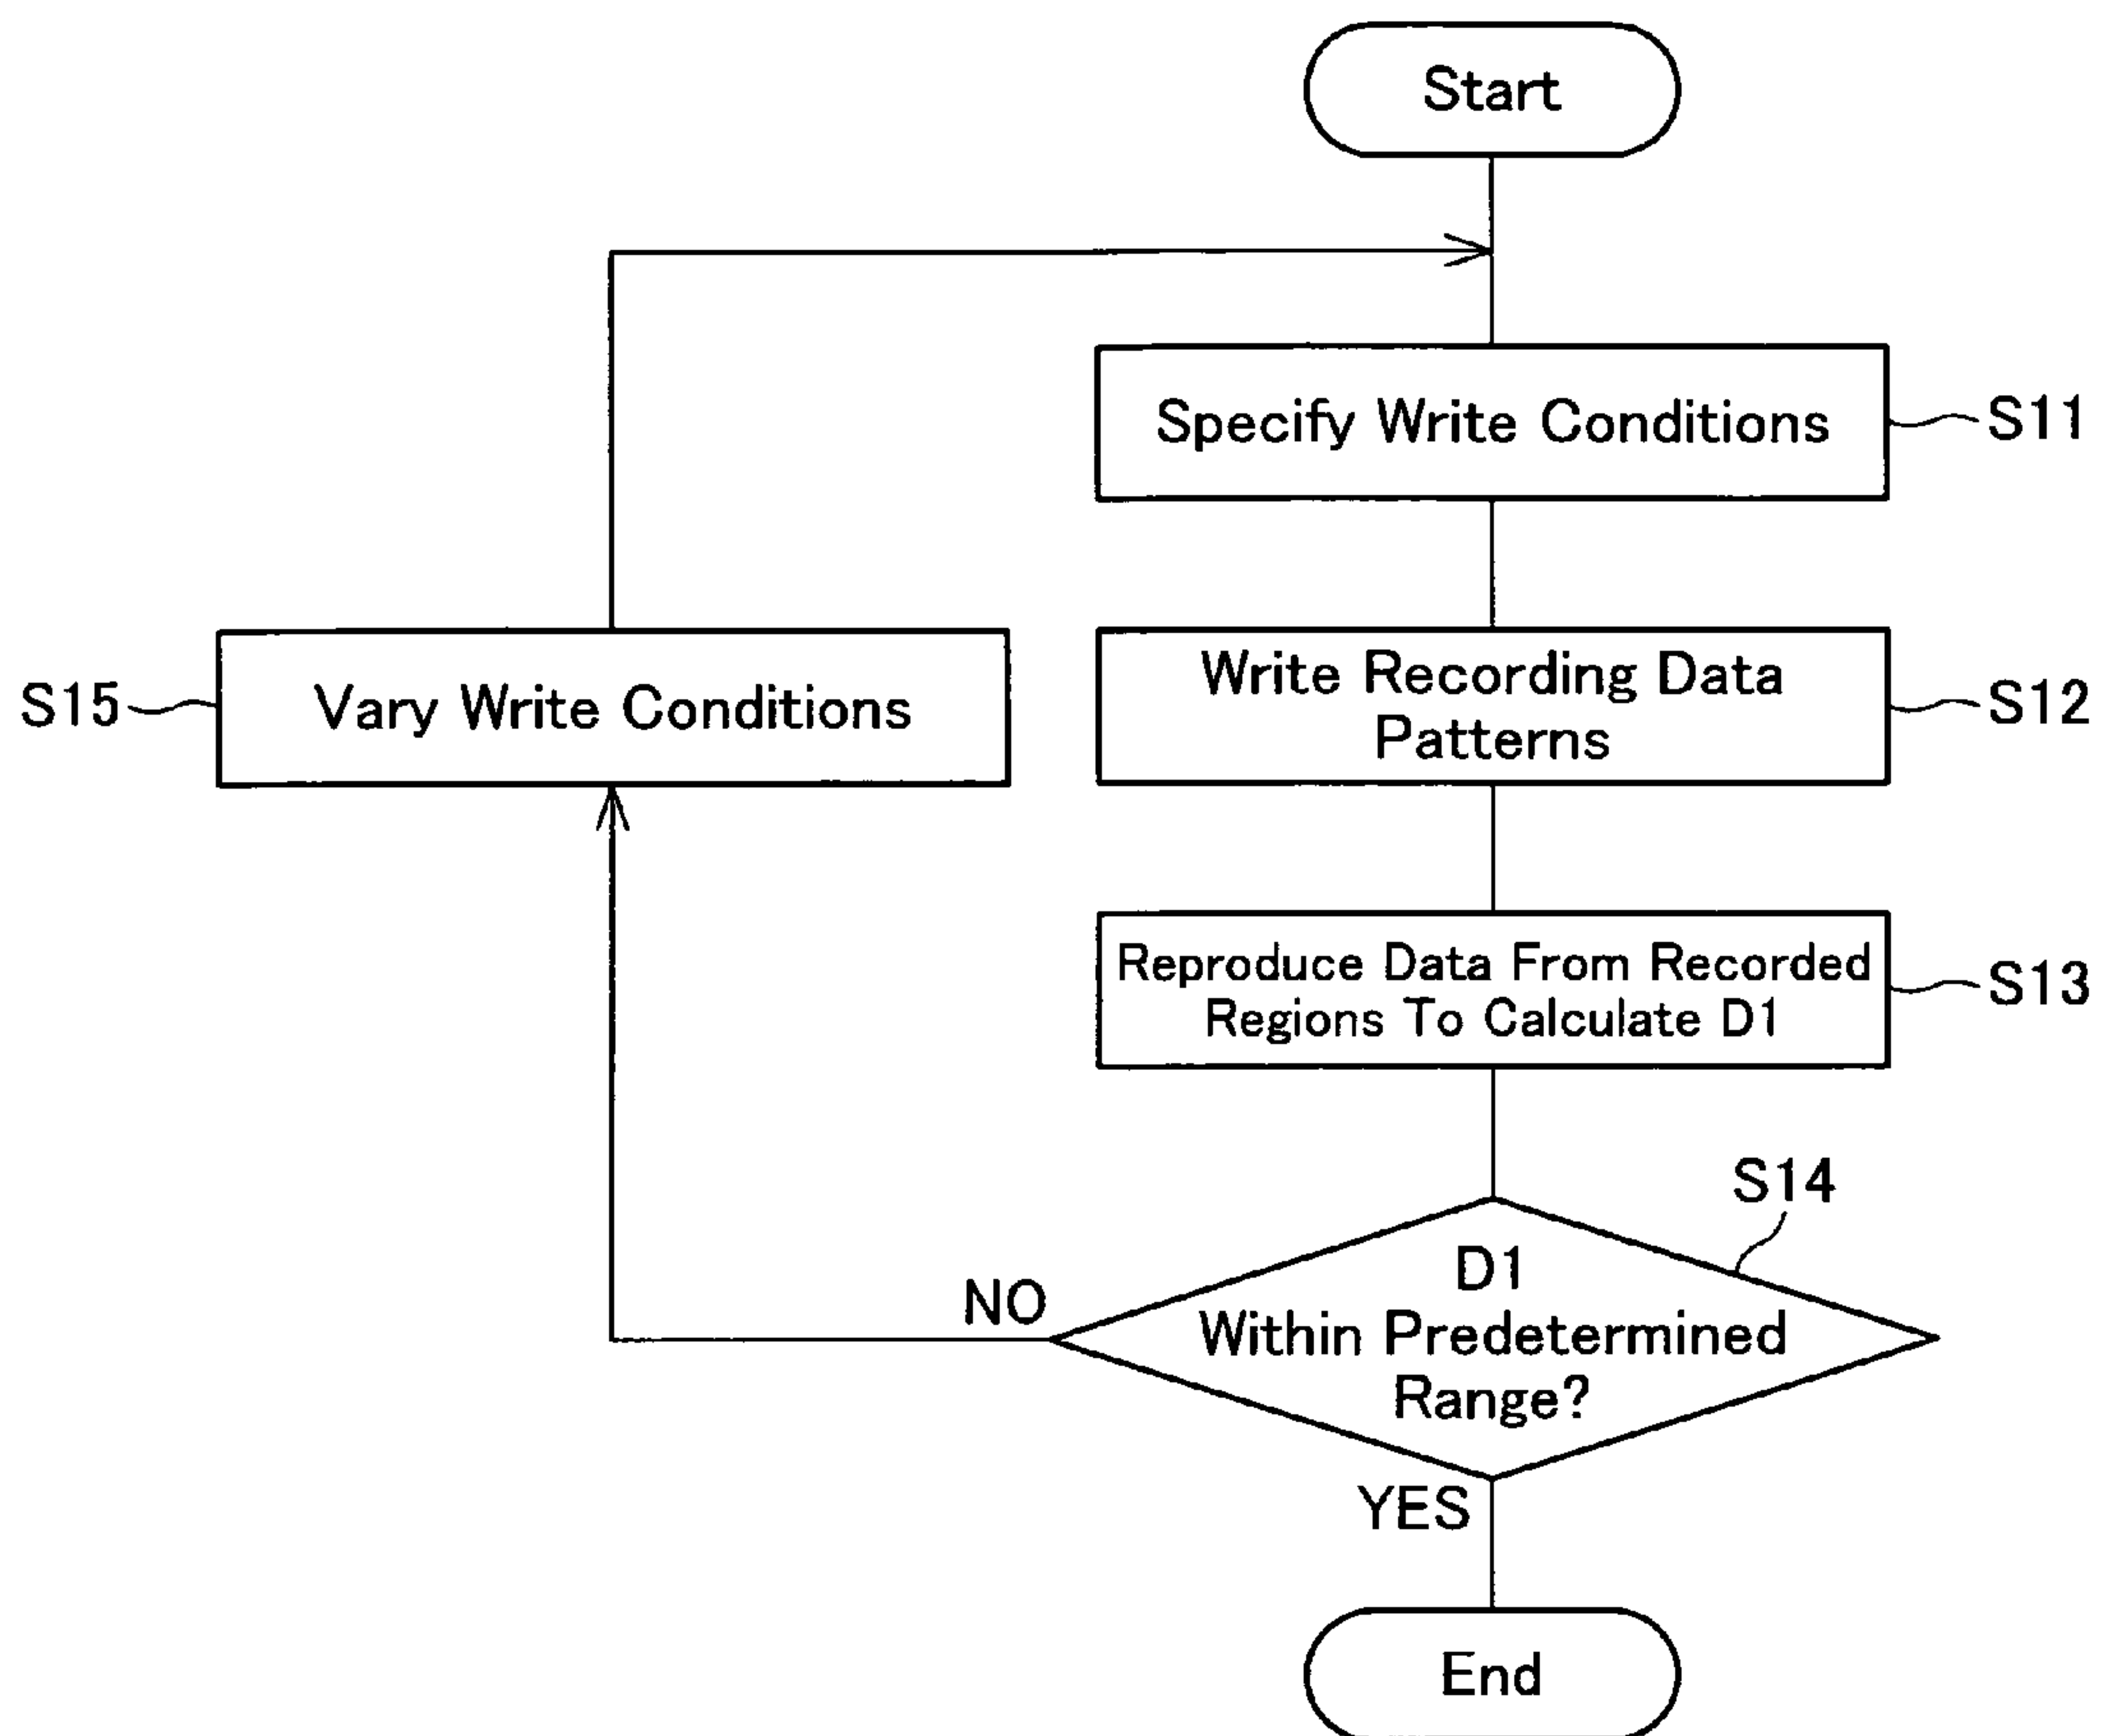 Start
Specify Write Conditions
S11
S15
Vary Write Conditions
Write Recording Data
Patterns
S12
Reproduce Data From Recorded
Regions To Calculate D1
S13
S14
D1
Within Predetermined
Range?
NO
YES
End